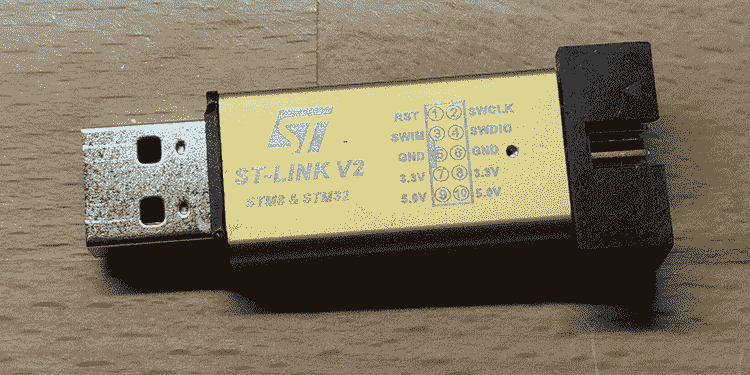 ST
ST-LINK V2
STM8 & STM32
RST 1 2 SWCLK
SWIM 3 4 SWDIO
GND 5 6 GND
3.3V 7 8 3.3V
5.0V 9 10 5.0V